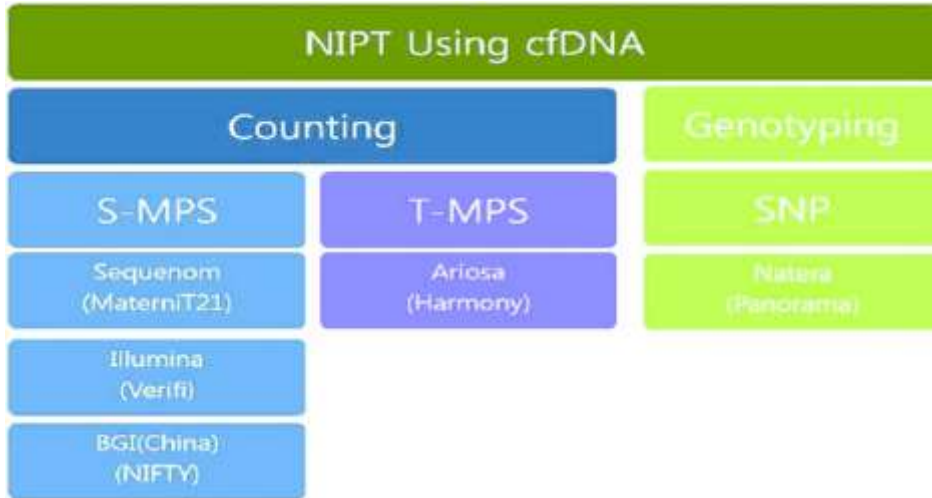 NIPT Using cfDNA
Counting
Genotyping
S-MPS
T-MPS
SNP
Sequenom
(MaterniT21)
Ariosa
(Harmony)
Natera
(Panorama)
Illumina
(Verifi)
BGI(China)
(NIFTY)